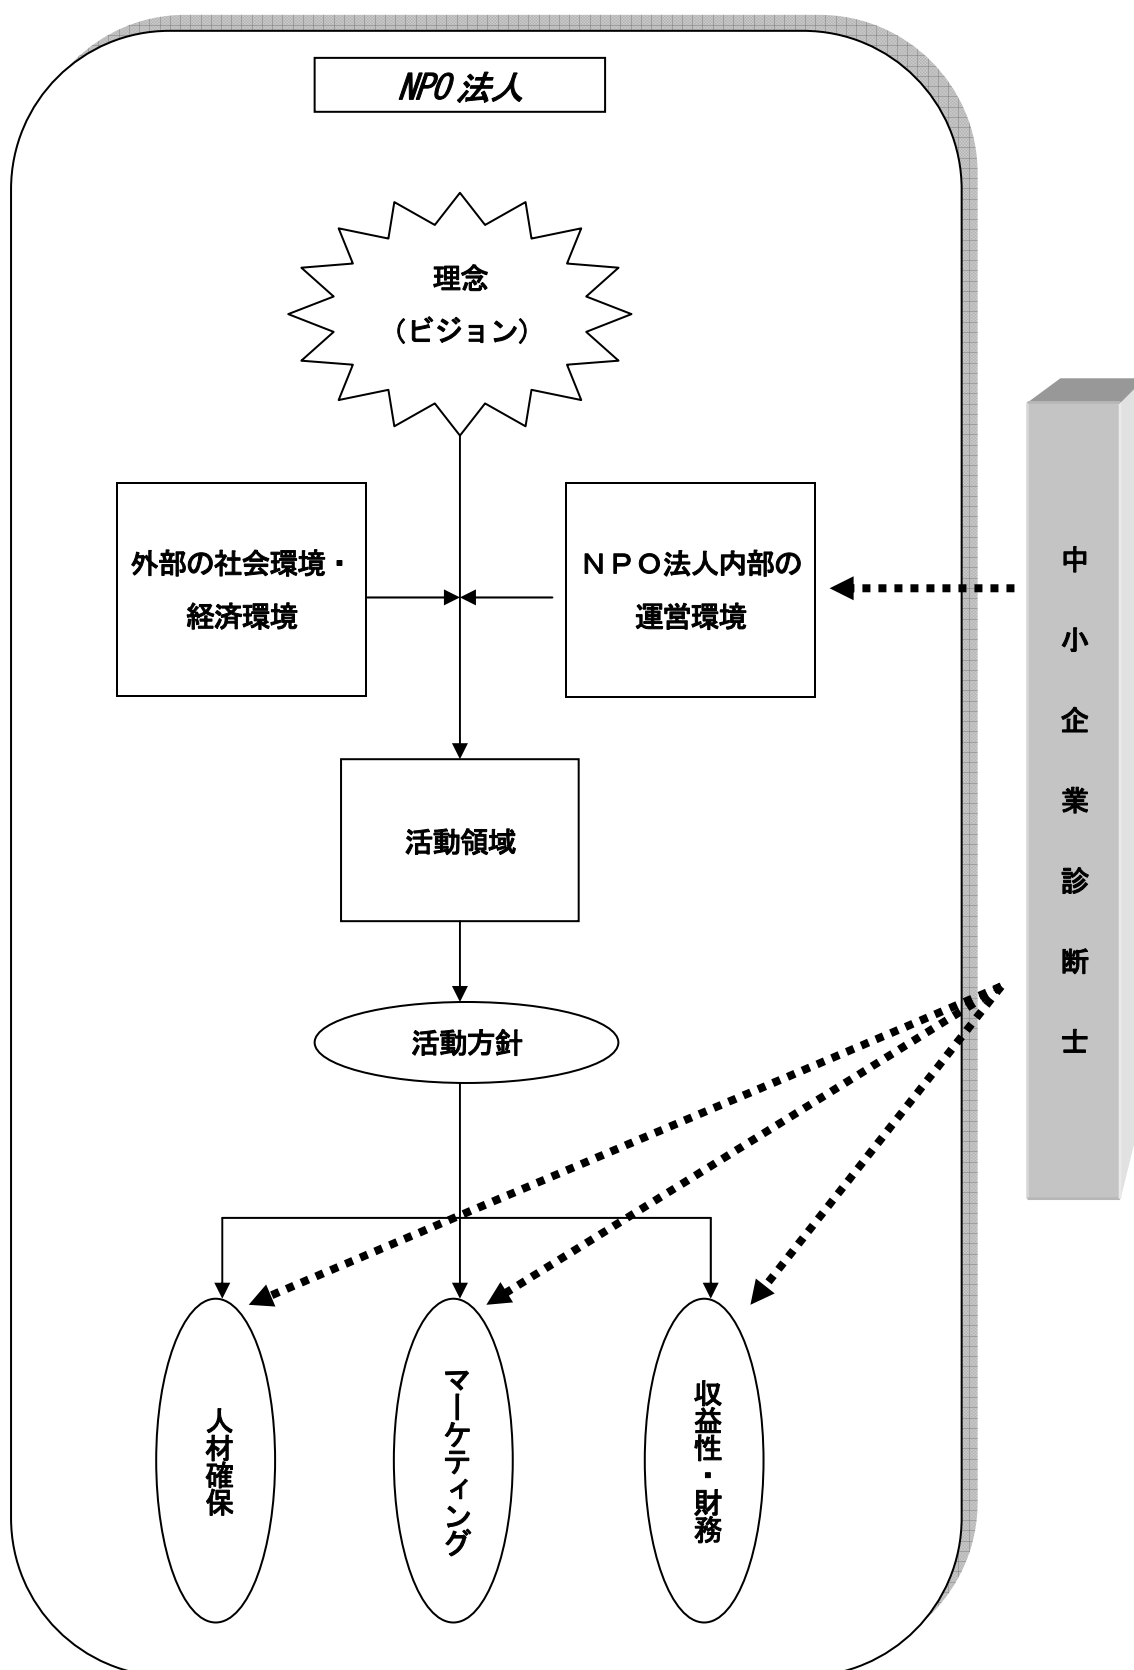 NPO法人
理念
（ビジョン）
外部の社会環境・
経済環境
ＮＰＯ法人内部の
運営環境
中小企業診断士
活動領域
活動方針
人材確保
マーケティング
収益性・財務